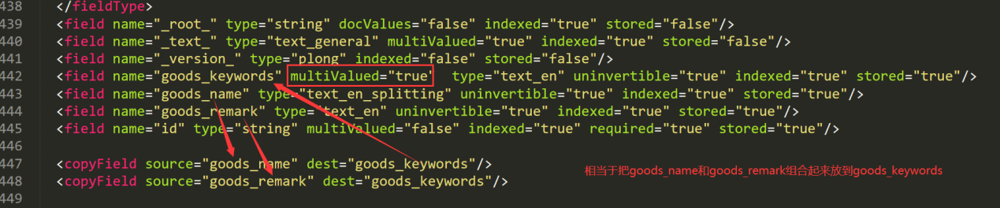 438 </fieldType>
439 <field name="_root_" type="string" docValues="false" indexed="true" stored="false"/>
440 <field name="_text_" type="text_general" multiValued="true" indexed="true" stored="false"/>
441 <field name="_version_" type="plong" indexed="false" stored="false"/>
442 <field name="goods_keywords" multiValued="true" type="text_en" uninvertible="true" indexed="true" stored="true"/>
443 <field name="goods_name" type="text_en_splitting" uninvertible="true" indexed="true" stored="true"/>
444 <field name="goods_remark" type="text_en" uninvertible="true" indexed="true" stored="true"/>
445 <field name="id" type="string" multiValued="false" indexed="true" required="true" stored="true"/>
446
447 <copyField source="goods_name" dest="goods_keywords"/>
448 <copyField source="goods_remark" dest="goods_keywords"/>
相当于把goods_name和goods_remark组合起来放到goods_keywords
449